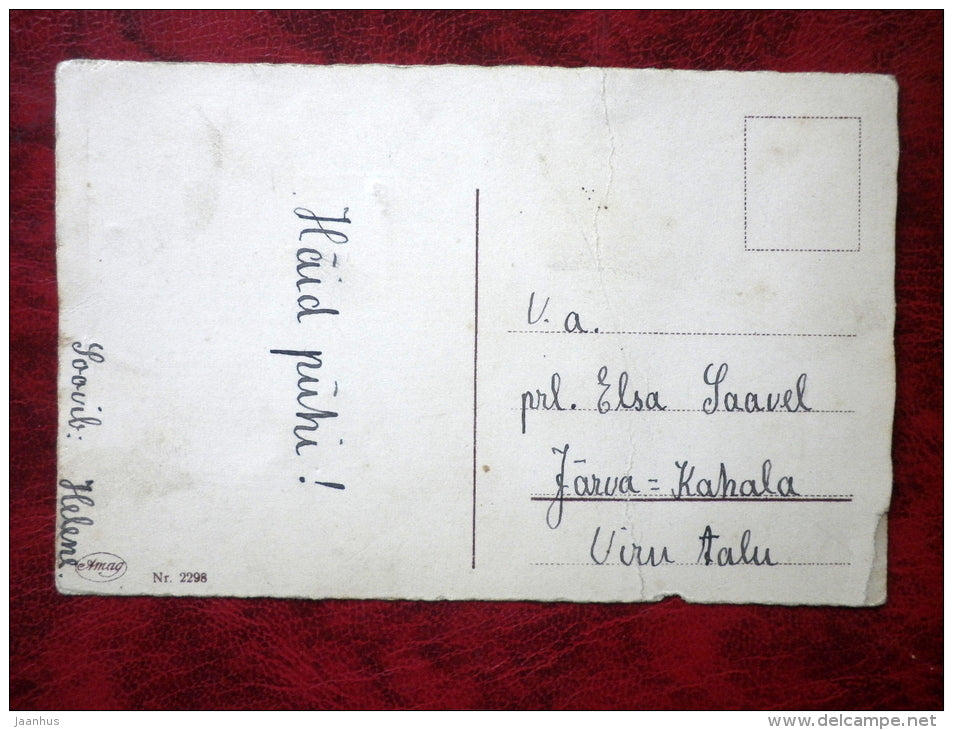 Häid pühi!
Soovib: Helene.
V. a.
prl. Elsa Saavel
Järva=Kahala
Viru talu
Amag
Nr. 2298
jaanhus
www.delcampe.net